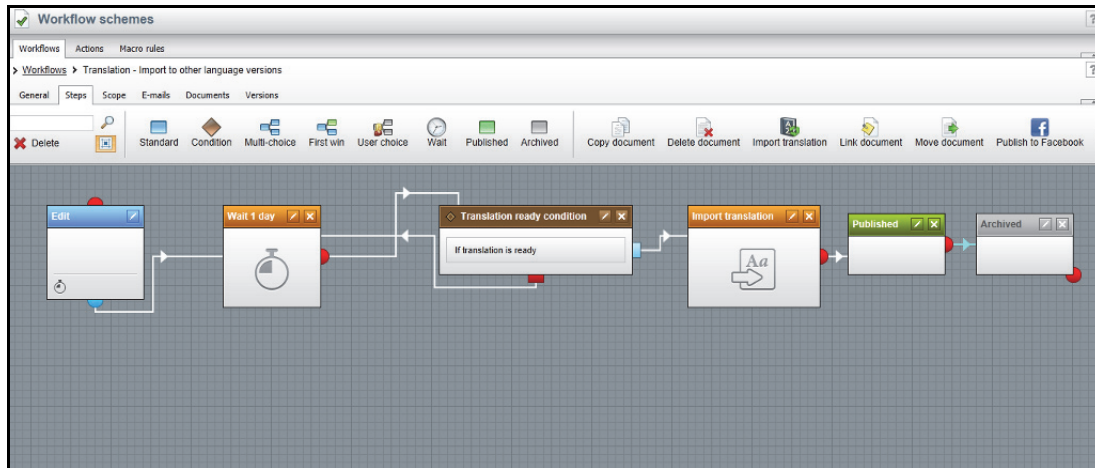 Workflow schemes
?
Workflows Actions Macro rules
> Workflows > Translation - Import to other language versions
?
General Steps Scope E-mails Documents Versions
Delete
Standard Condition Multi-choice First win User choice Wait Published Archived Copy document Delete document Import translation Link document Move document Publish to Facebook
Edit
Wait 1 day
Translation ready condition
If translation is ready
Import translation
Aa
Published
Archived